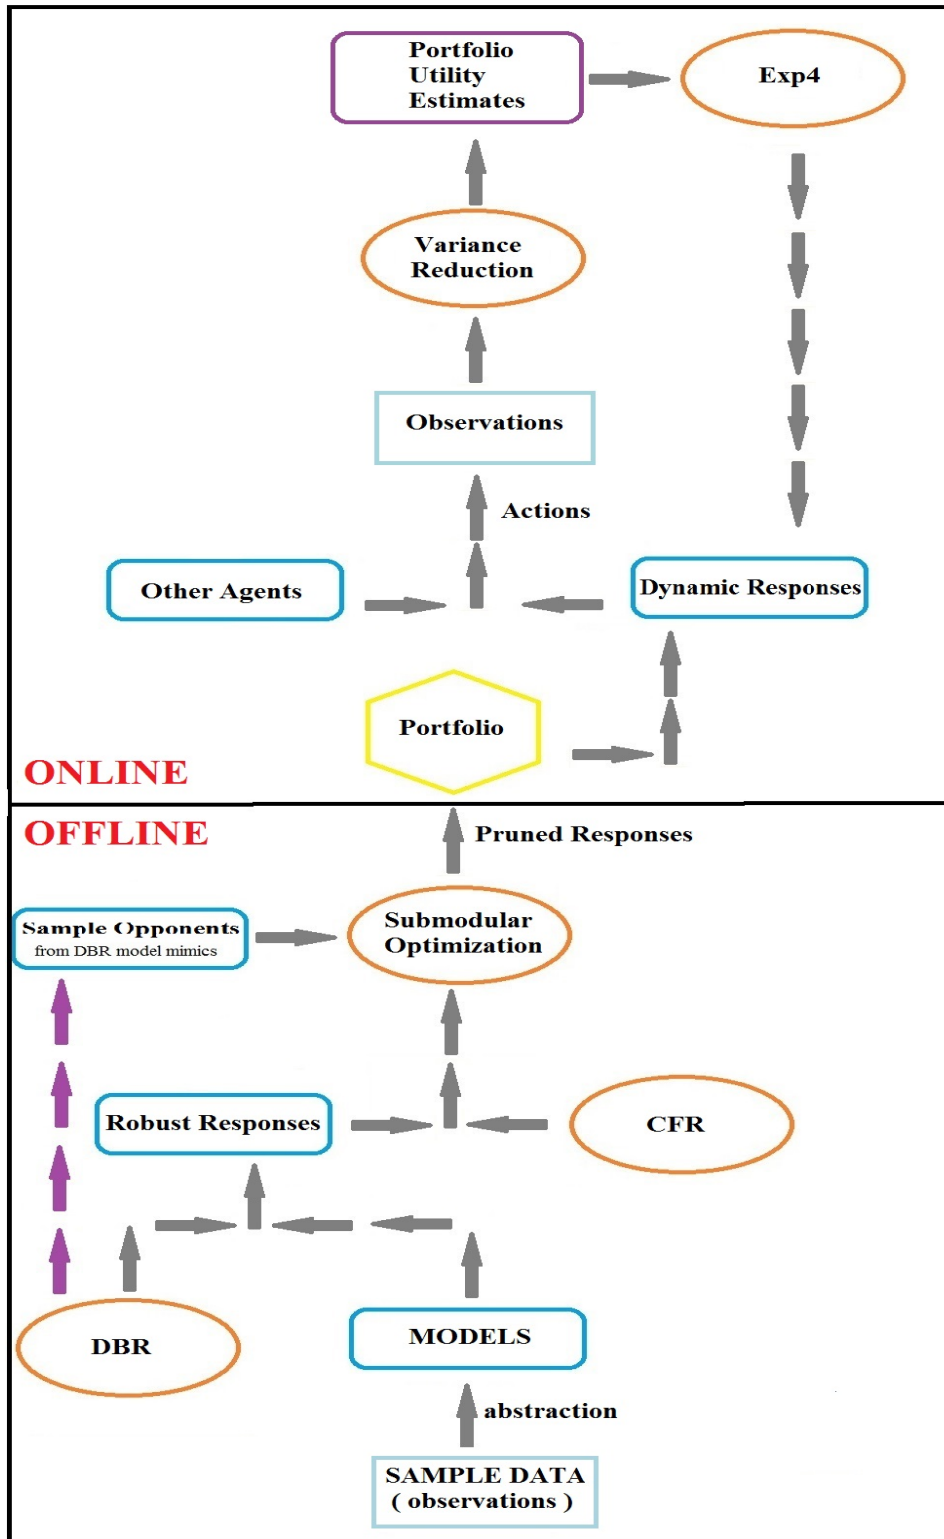 Portfolio
Utility
Estimates
Exp4
Variance
Reduction
Observations
Actions
Other Agents
Dynamic Responses
Portfolio
ONLINE
OFFLINE
Pruned Responses
Sample Opponents
from DBR model mimics
Submodular
Optimization
Robust Responses
CFR
DBR
MODELS
abstraction
SAMPLE DATA
( observations )